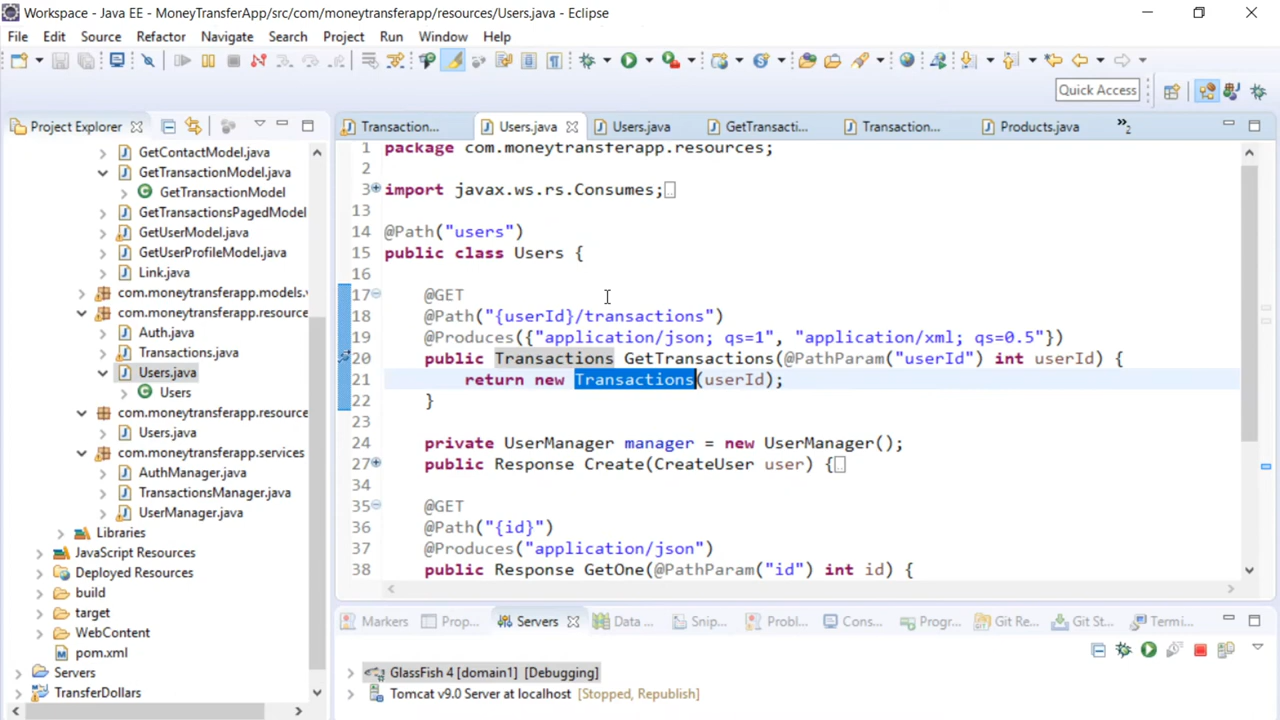 Workspace - Java EE - MoneyTransferApp/src/com/moneytransferapp/resources/Users.java - Eclipse
File Edit Source Refactor Navigate Search Project Run Window Help
Quick Access
Project Explorer
Transaction... Users.java Users.java GetTransacti... Transaction... Products.java »2
GetContactModel.java
GetTransactionModel.java
GetTransactionModel
GetTransactionsPagedModel
GetUserModel.java
GetUserProfileModel.java
Link.java
com.moneytransferapp.models.v
com.moneytransferapp.resource
Auth.java
Transactions.java
Users.java
Users
com.moneytransferapp.resource
Users.java
com.moneytransferapp.services
AuthManager.java
TransactionsManager.java
UserManager.java
Libraries
JavaScript Resources
Deployed Resources
build
target
WebContent
pom.xml
Servers
TransferDollars
1 package com.moneytransferapp.resources;
2
3 import javax.ws.rs.Consumes;
13
14 @Path("users")
15 public class Users {
16
17 @GET
18 @Path("{userId}/transactions")
19 @Produces({"application/json; qs=1", "application/xml; qs=0.5"})
20 public Transactions GetTransactions(@PathParam("userId") int userId) {
21 return new Transactions(userId);
22 }
23
24 private UserManager manager = new UserManager();
27 public Response Create(CreateUser user) {
34
35 @GET
36 @Path("{id}")
37 @Produces("application/json")
38 public Response GetOne(@PathParam("id") int id) {
Markers Prop... Servers Data ... Snip... Probl... Cons... Progr... Git Re... Git St... Termi...
GlassFish 4 [domain1] [Debugging]
Tomcat v9.0 Server at localhost [Stopped, Republish]